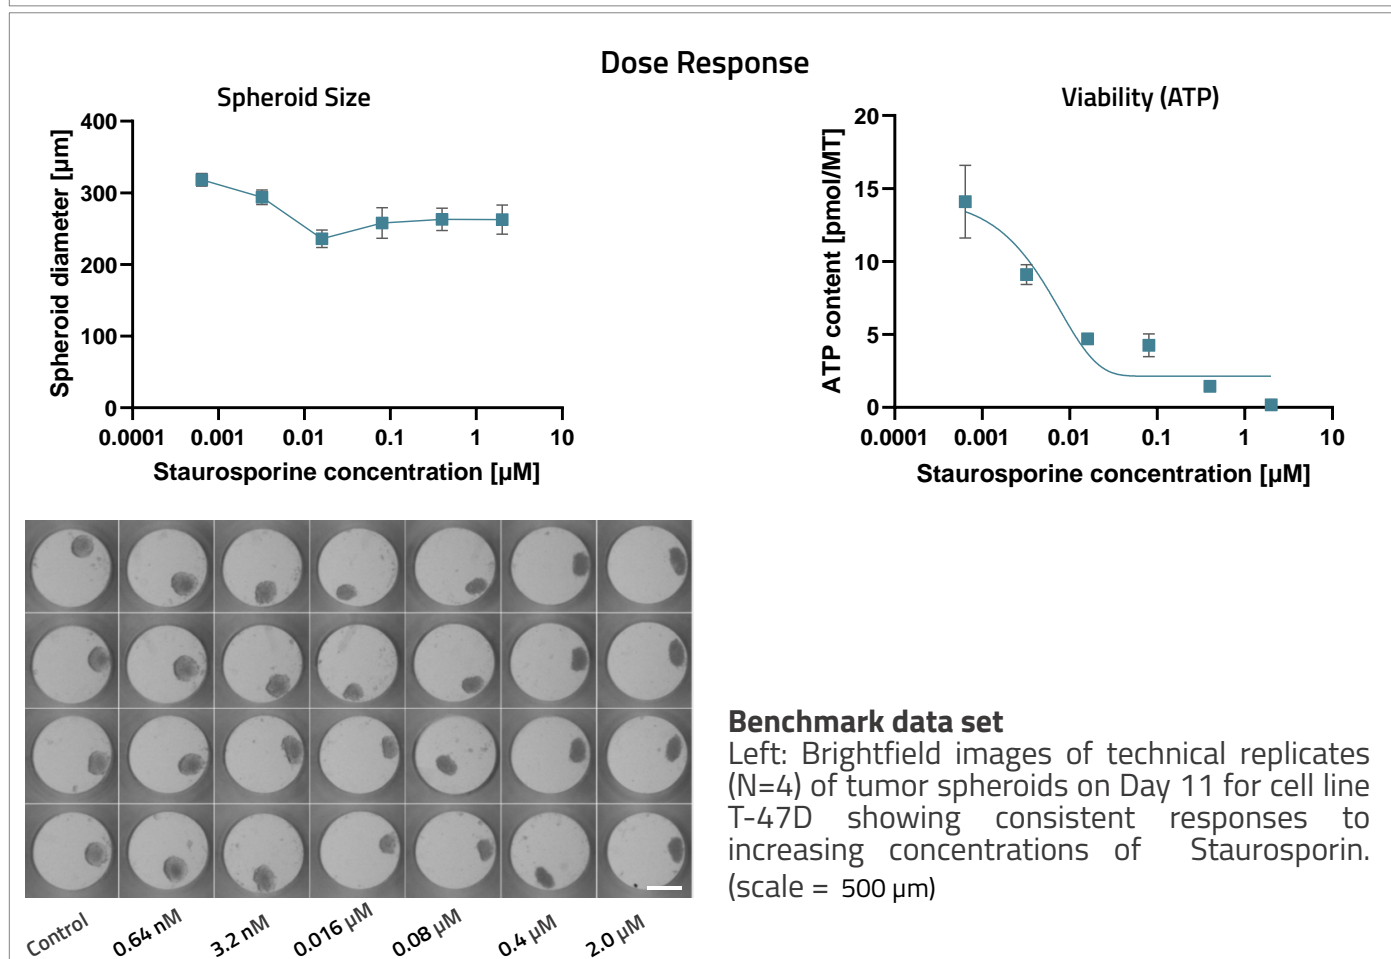 Dose Response
Spheroid Size
Spheroid diameter [µm]
400
300
200
100
0
0.0001 0.001 0.01 0.1 1 10
Staurosporine concentration [µM]
Viability (ATP)
ATP content [pmol/MT]
20
15
10
5
0
0.0001 0.001 0.01 0.1 1 10
Staurosporine concentration [µM]
Control 0.64 nM 3.2 nM 0.016 µM 0.08 µM 0.4 µM 2.0 µM
Benchmark data set
Left: Brightfield images of technical replicates
(N=4) of tumor spheroids on Day 11 for cell line
T-47D showing consistent responses to
increasing concentrations of Staurosporin.
(scale = 500 µm)